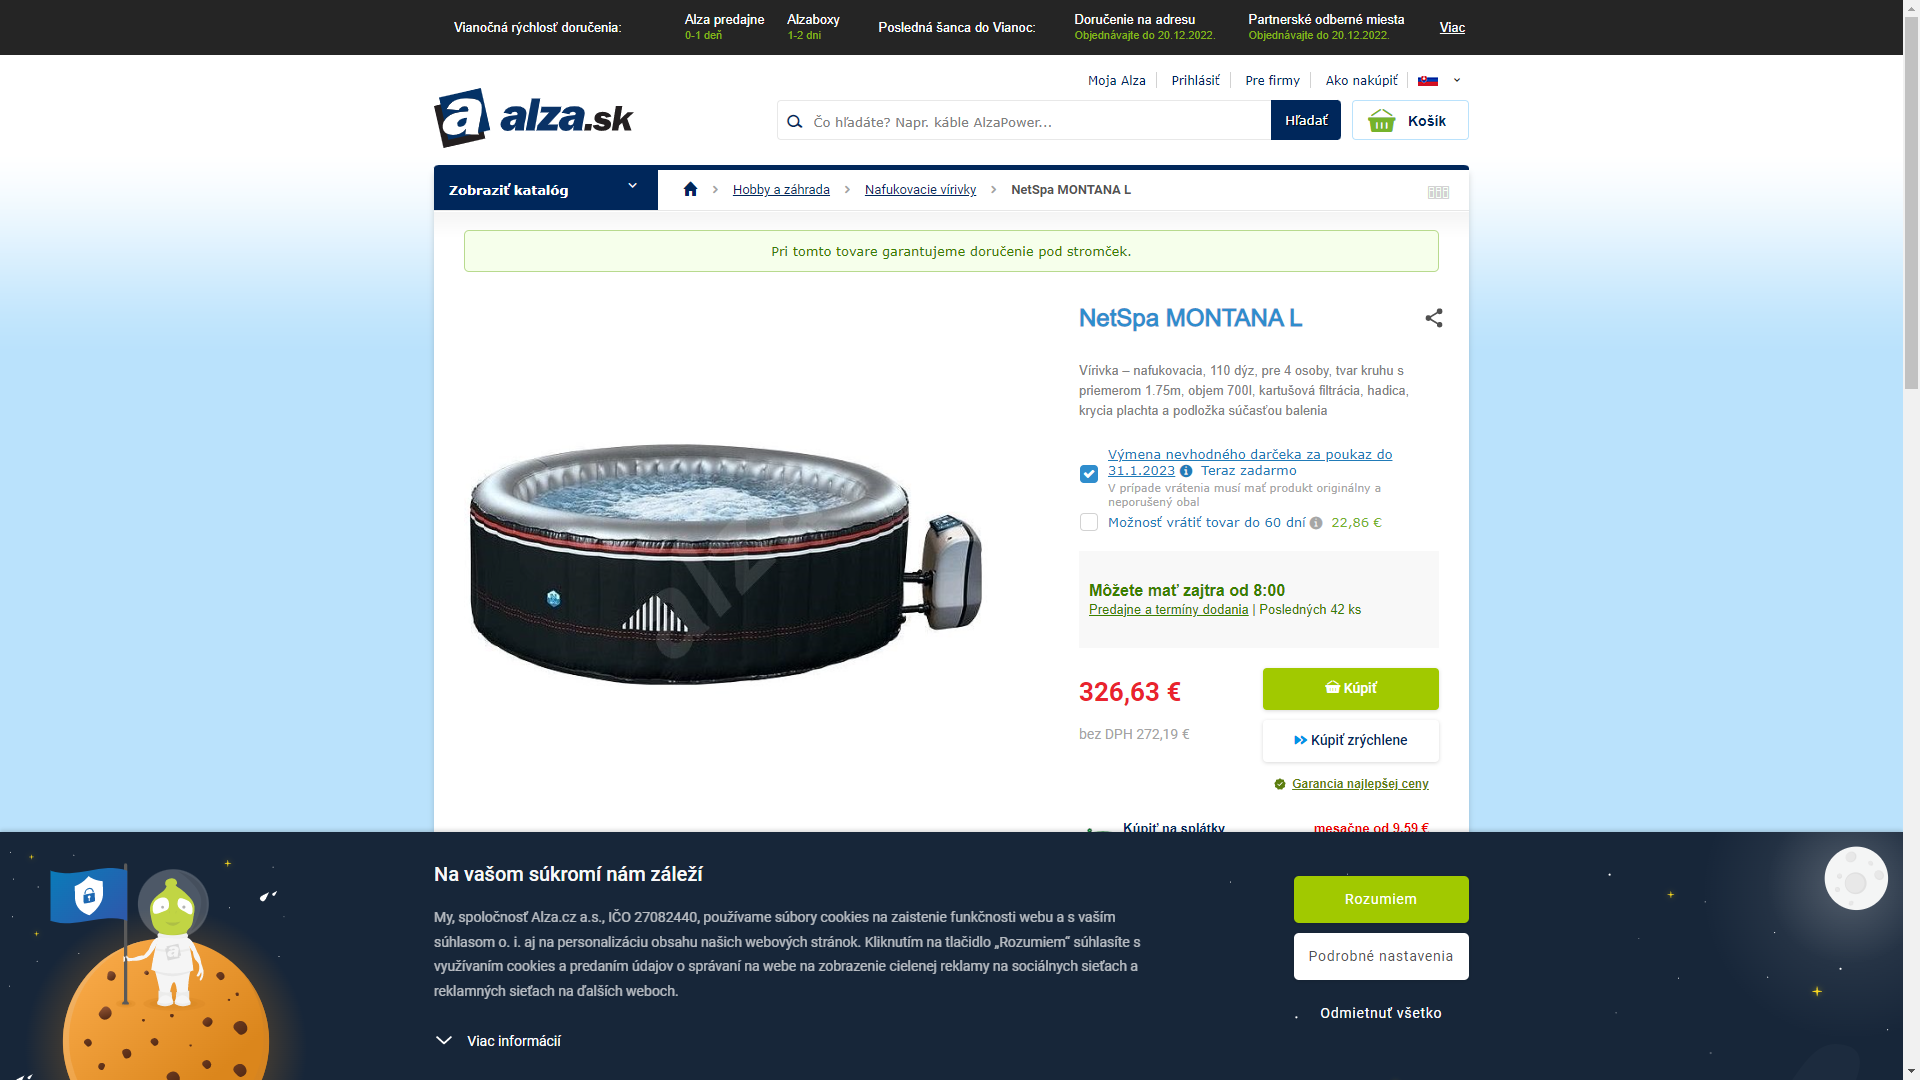 Vianočná rýchlosť doručenia:
Alza predajne
0-1 deň
Alzaboxy
1-2 dni
Posledná šanca do Vianoc:
Doručenie na adresu
Objednávajte do 20.12.2022.
Partnerské odberné miesta
Objednávajte do 20.12.2022.
Viac
Moja Alza
Prihlásiť
Pre firmy
Ako nakúpiť
alza.sk
Čo hľadáte? Napr. káble AlzaPower...
Hľadať
Košík
Zobraziť katalóg
Hobby a záhrada
Nafukovacie vírivky
NetSpa MONTANA L
Pri tomto tovare garantujeme doručenie pod stromček.
NetSpa MONTANA L
Vírivka – nafukovacia, 110 dýz, pre 4 osoby, tvar kruhu s
priemerom 1.75m, objem 700l, kartušová filtrácia, hadica,
krycia plachta a podložka súčasťou balenia
Výmena nevhodného darčeka za poukaz do
31.1.2023 Teraz zadarmo
V prípade vrátenia musí mať produkt originálny a
neporušený obal
Možnosť vrátiť tovar do 60 dní 22,86 €
Môžete mať zajtra od 8:00
Predajne a termíny dodania | Posledných 42 ks
326,63 €
Kúpiť
bez DPH 272,19 €
Kúpiť zrýchlene
Garancia najlepšej ceny
Kúpiť na splátky
mesačne od 9,59 €
alza
Na vašom súkromí nám záleží
My, spoločnosť Alza.cz a.s., IČO 27082440, používame súbory cookies na zaistenie funkčnosti webu a s vaším
súhlasom o. i. aj na personalizáciu obsahu našich webových stránok. Kliknutím na tlačidlo „Rozumiem“ súhlasíte s
využívaním cookies a predaním údajov o správaní na webe na zobrazenie cielenej reklamy na sociálnych sieťach a
reklamných sieťach na ďalších weboch.
Viac informácií
Rozumiem
Podrobné nastavenia
Odmietnuť všetko